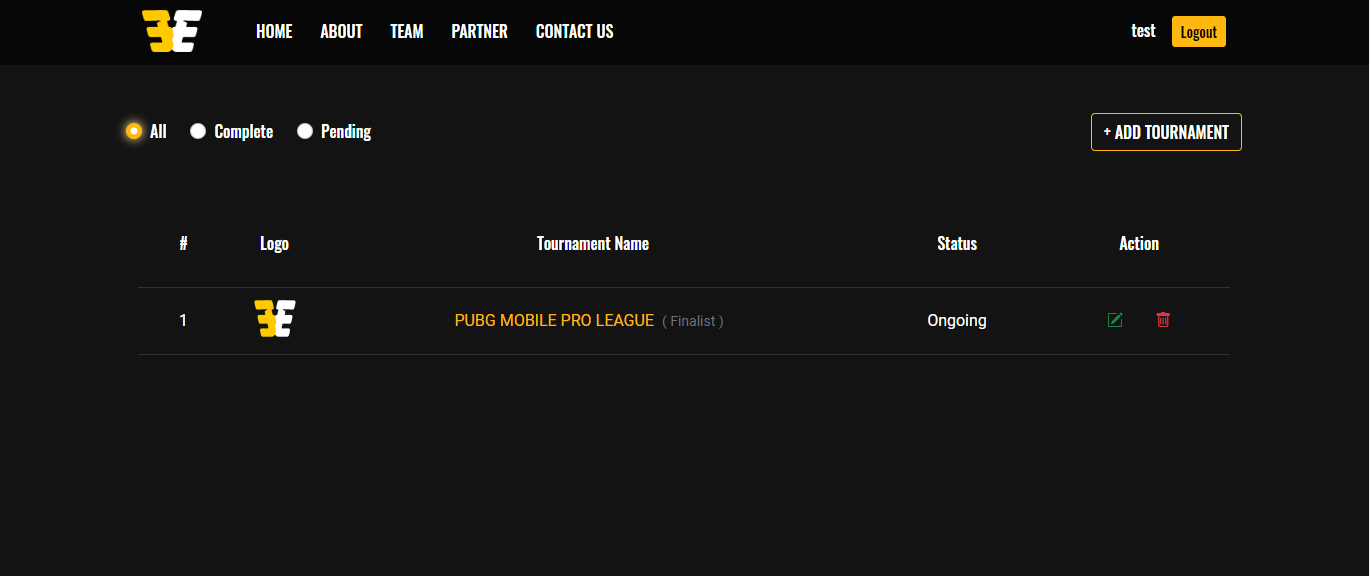 HOME ABOUT TEAM PARTNER CONTACT US test Logout
All Complete Pending + ADD TOURNAMENT
# Logo Tournament Name Status Action
1 PUBG MOBILE PRO LEAGUE ( Finalist ) Ongoing